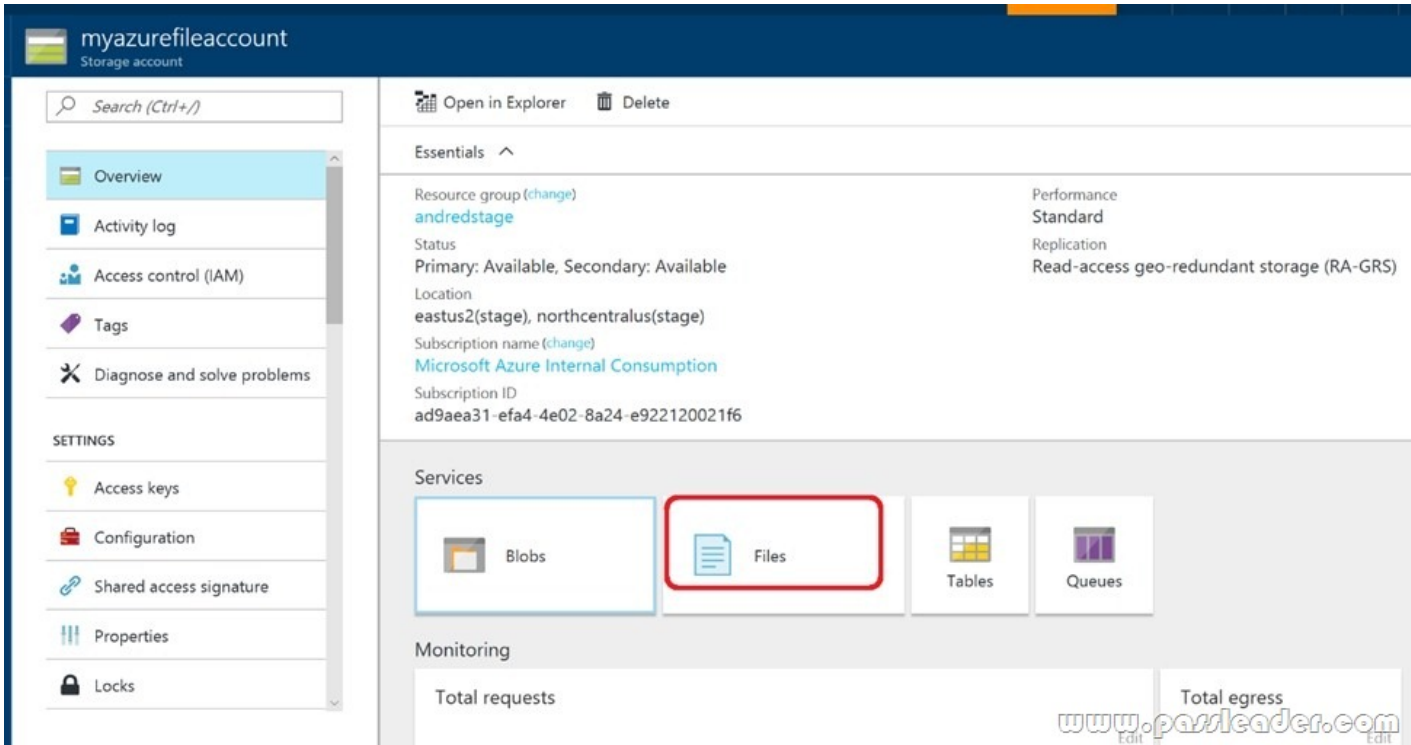 myazurefileaccount
Storage account
Search (Ctrl+/)
Overview
Activity log
Access control (IAM)
Tags
Diagnose and solve problems
SETTINGS
Access keys
Configuration
Shared access signature
Properties
Locks
Open in Explorer Delete
Essentials
Resource group (change)
andredstage
Status
Primary: Available, Secondary: Available
Location
eastus2(stage), northcentralus(stage)
Subscription name (change)
Microsoft Azure Internal Consumption
Subscription ID
ad9aea31-efa4-4e02-8a24-e922120021f6
Performance
Standard
Replication
Read-access geo-redundant storage (RA-GRS)
Services
Blobs
Files
Tables
Queues
Monitoring
Total requests
Edit
Total egress
Edit
www.passleader.com